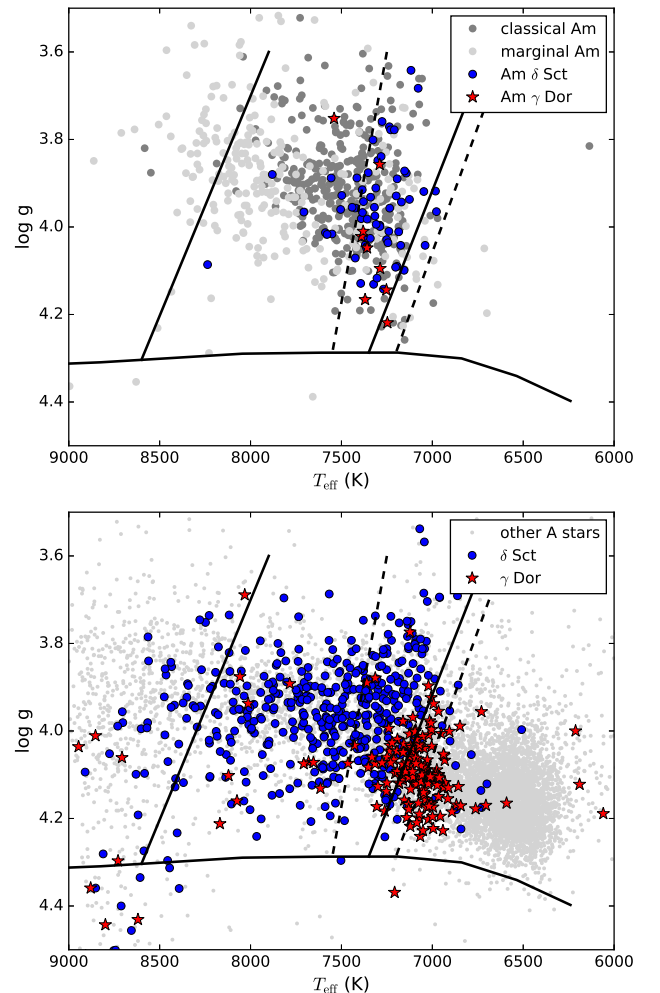 classical Am
marginal Am
Am δ Sct
Am γ Dor
3.6
3.8
4.0
4.2
4.4
log g
9000 8500 8000 7500 7000 6500 6000
T_eff (K)
other A stars
δ Sct
γ Dor
3.6
3.8
4.0
4.2
4.4
log g
9000 8500 8000 7500 7000 6500 6000
T_eff (K)